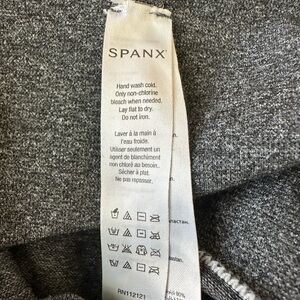 SPANX
Hand wash cold.
Only non-chlorine
bleach when needed.
Lay flat to dry.
Do not iron.
Laver à la main à
l'eau froide.
Utiliser seulement un
agent de blanchiment
non chloré au besoin.
Sécher à plat.
Ne pas repasser.
RN112121
90%